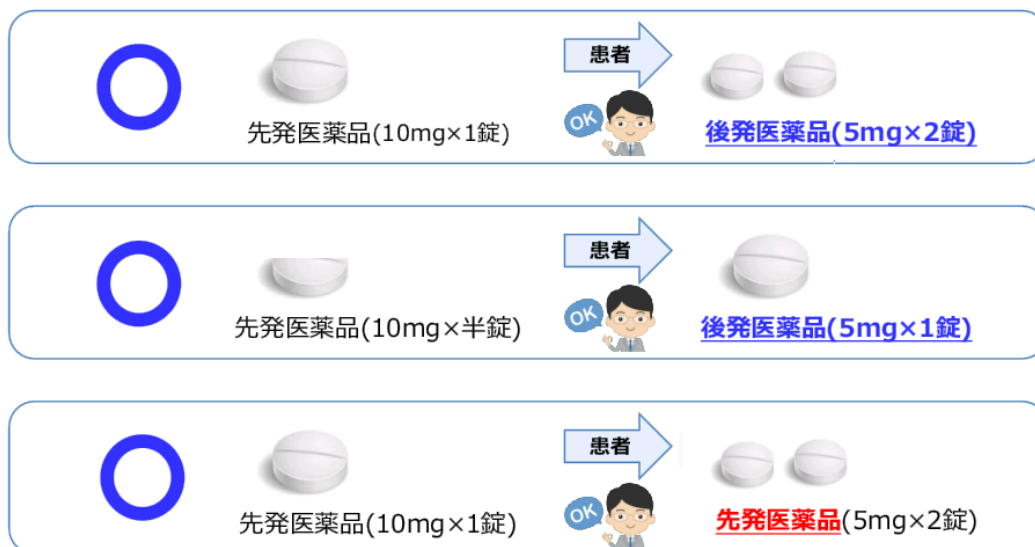 患者
先発医薬品(10mg×1錠)
OK
後発医薬品(5mg×2錠)
患者
先発医薬品(10mg×半錠)
OK
後発医薬品(5mg×1錠)
患者
先発医薬品(10mg×1錠)
OK
先発医薬品(5mg×2錠)